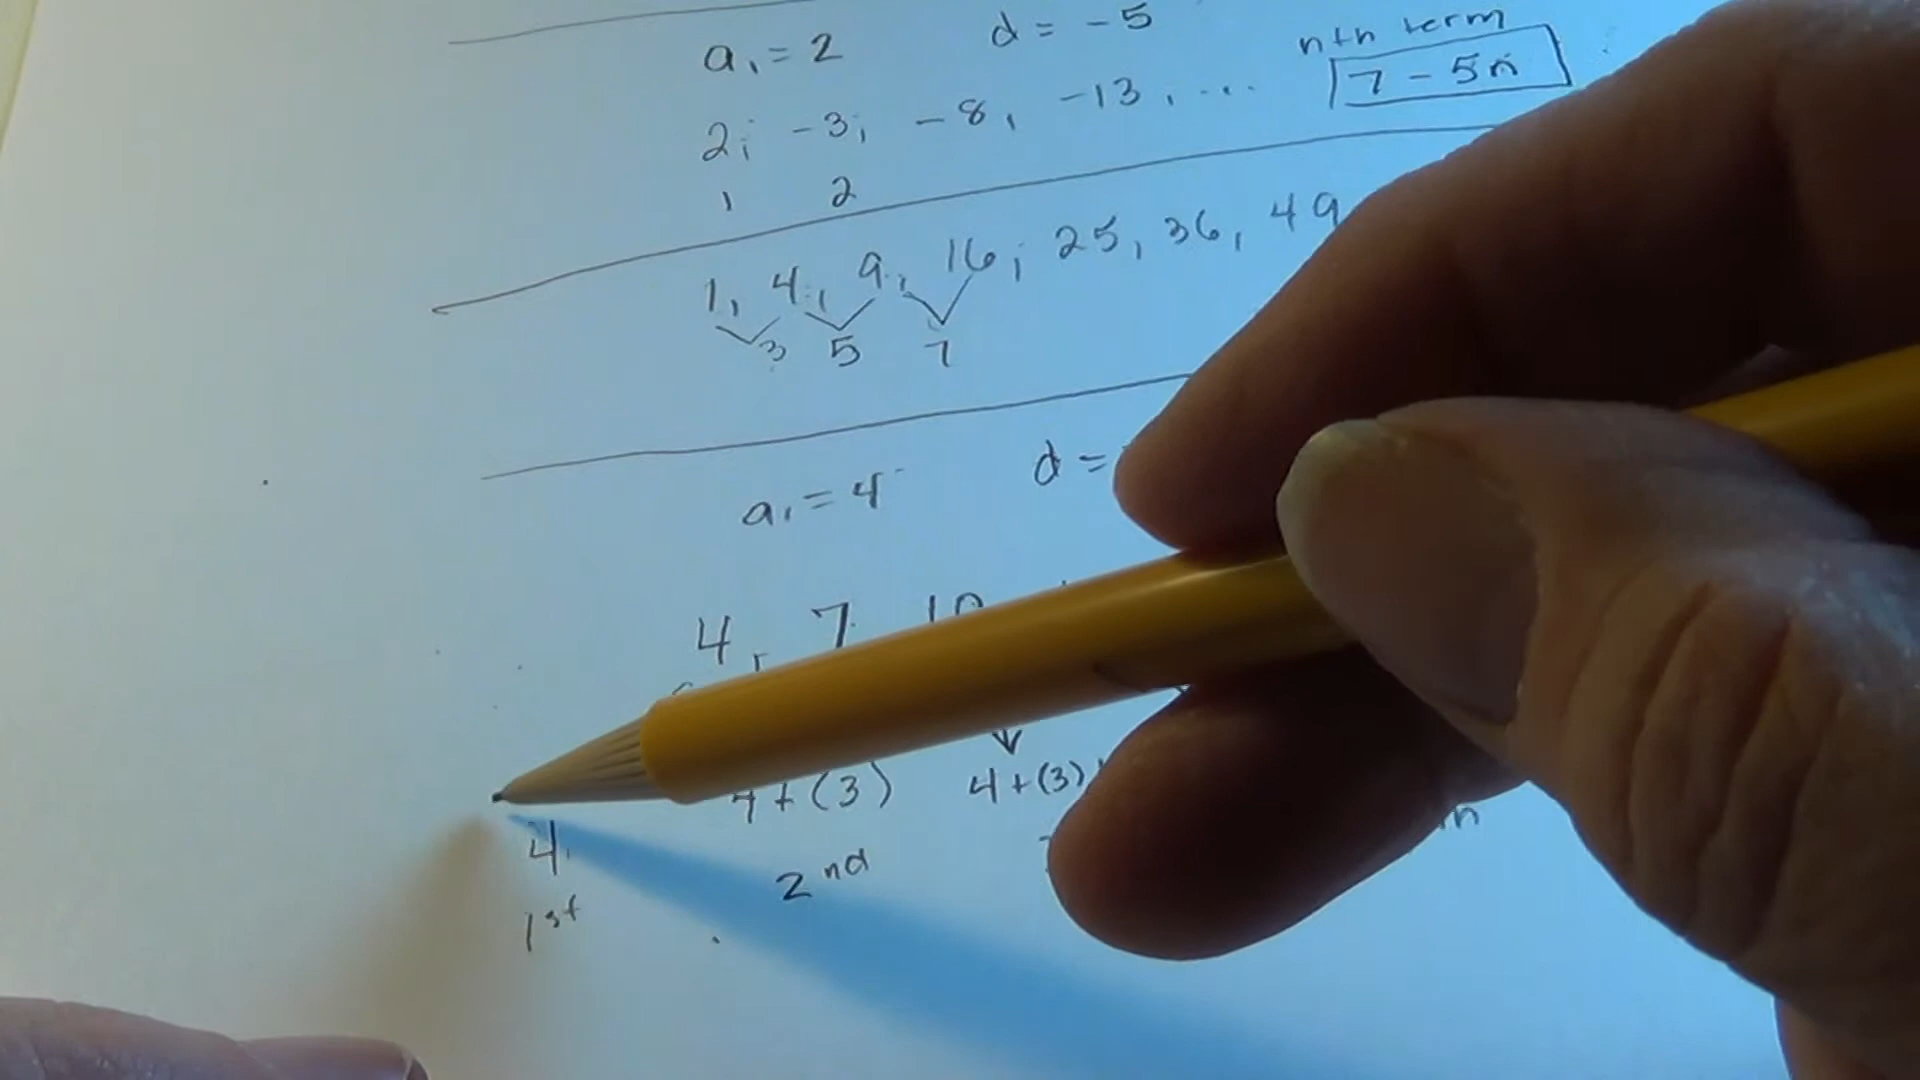 a₁ = 2 d = -5 nth term
2, -3, -8, -13, ... 7 - 5n
1 2
1, 4, 9, 16, 25, 36, 49
3 5 7
a₁ = 4 d =
4, 7 10
4 4+(3) 4+(3)
1st 2nd